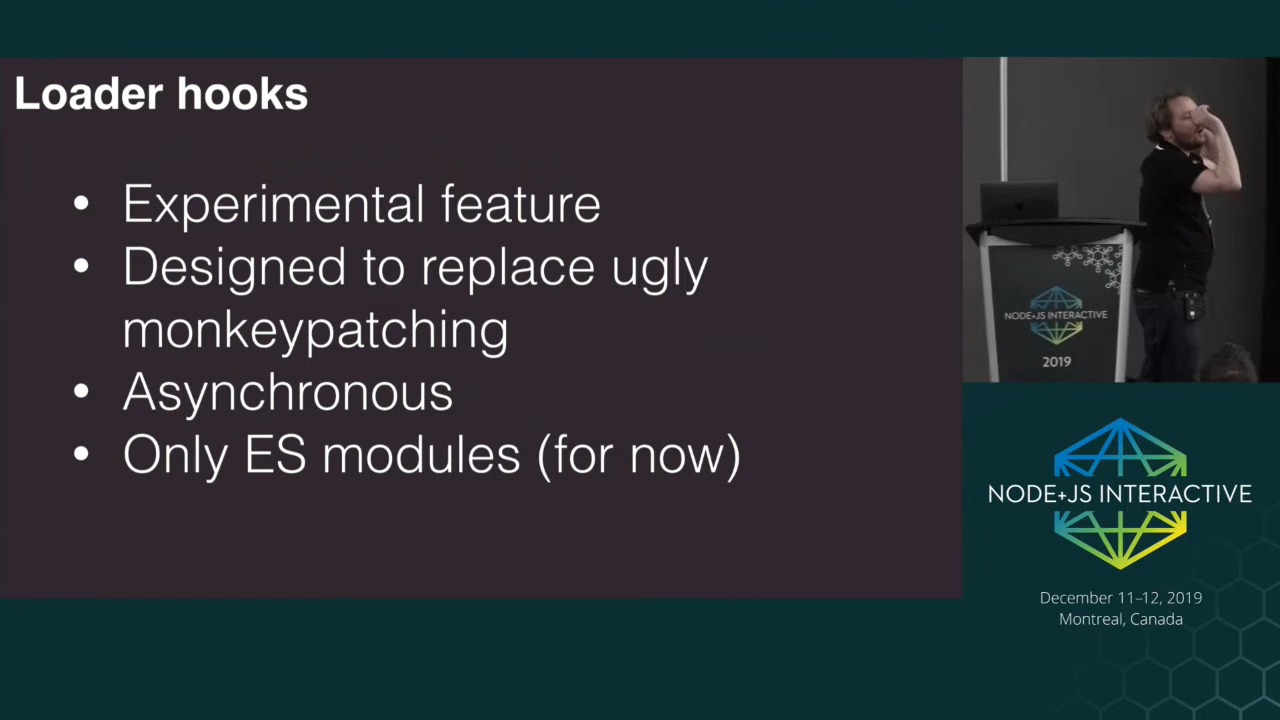 Loader hooks
• Experimental feature
• Designed to replace ugly
monkeypatching
• Asynchronous
• Only ES modules (for now)
NODE+JS INTERACTIVE
2019
NODE+JS INTERACTIVE
December 11–12, 2019
Montreal, Canada